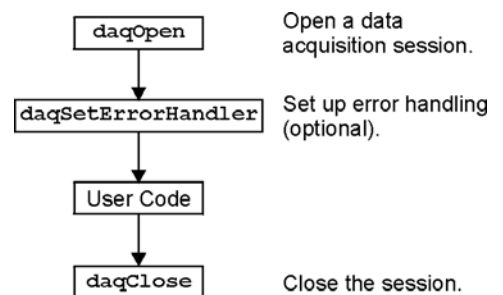 daqOpen
Open a data
acquisition session.
daqSetErrorHandler
Set up error handling
(optional).
User Code
daqClose
Close the session.